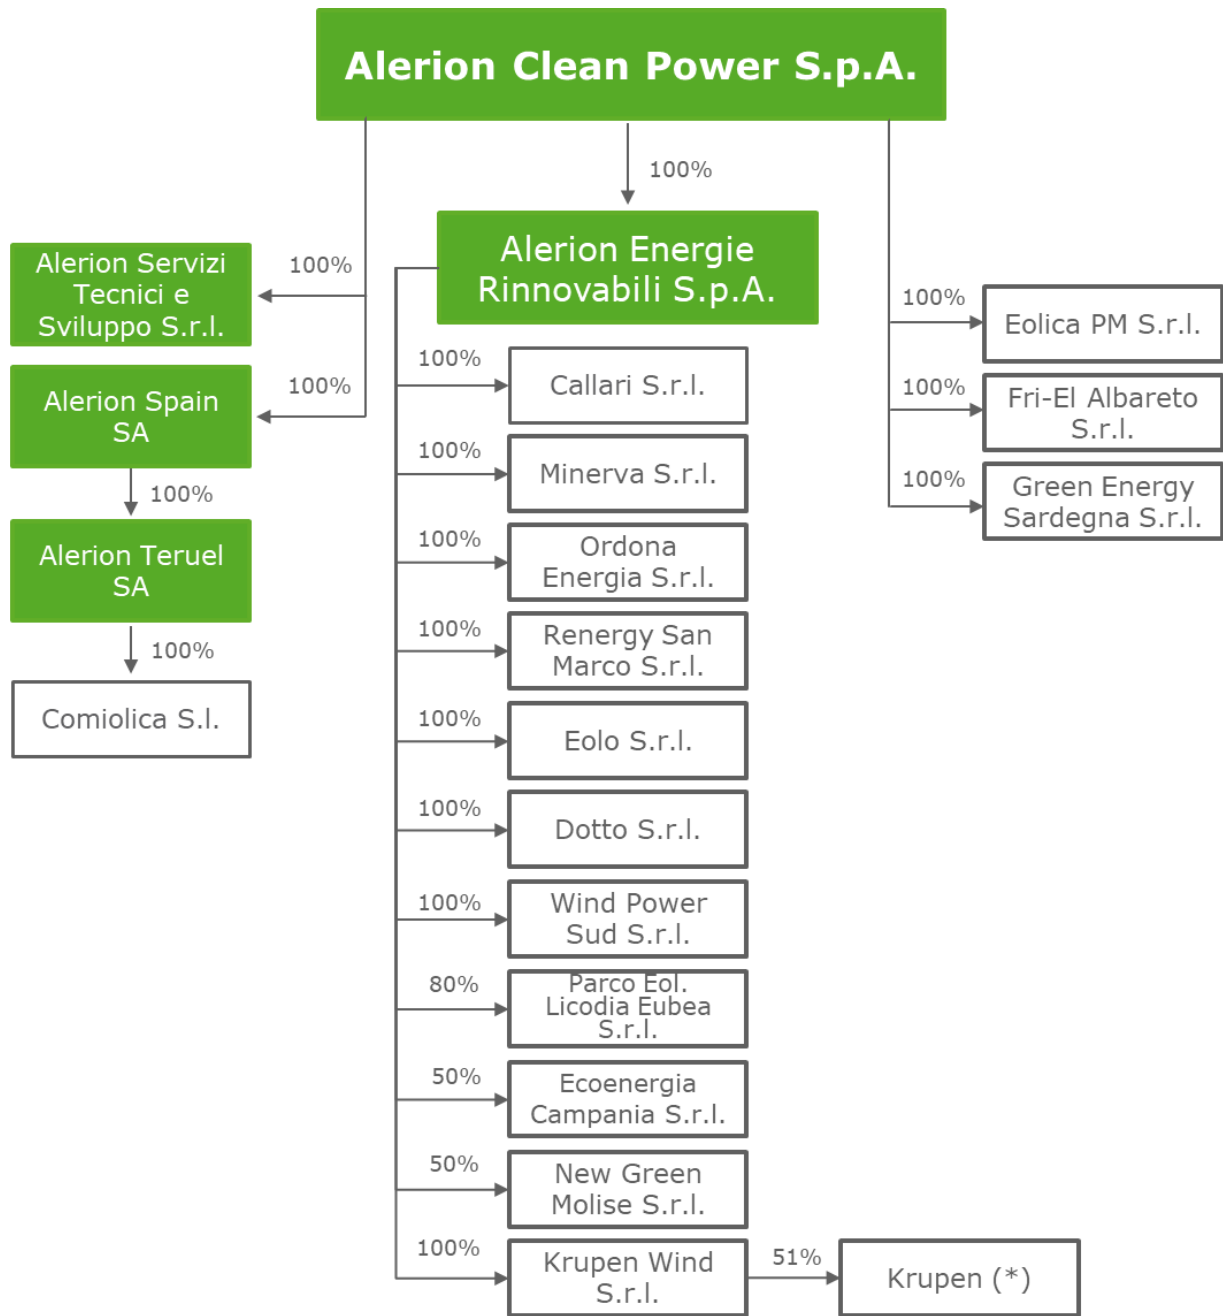 Alerion Clean Power S.p.A.
100%
Alerion Energie
Rinnovabili S.p.A.
100%
Alerion Servizi
Tecnici e
Sviluppo S.r.l.
100%
Alerion Spain
SA
100%
Alerion Teruel
SA
100%
Comiolica S.l.
100%
Callari S.r.l.
100%
Minerva S.r.l.
100%
Ordona
Energia S.r.l.
100%
Renergy San
Marco S.r.l.
100%
Eolo S.r.l.
100%
Dotto S.r.l.
100%
Wind Power
Sud S.r.l.
80%
Parco Eol.
Licodia Eubea
S.r.l.
50%
Ecoenergia
Campania S.r.l.
50%
New Green
Molise S.r.l.
100%
Krupen Wind
S.r.l.
51%
Krupen (*)
100%
Eolica PM S.r.l.
100%
Fri-El Albareto
S.r.l.
100%
Green Energy
Sardegna S.r.l.